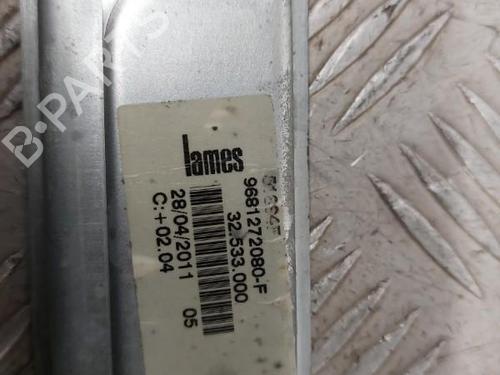 lames
9681272080-F
32.533.000
28/04/2011 05
C:+02.04
B-PARTS